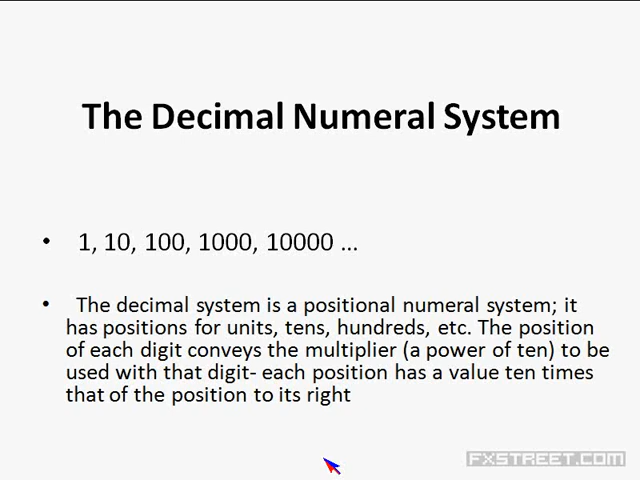 The Decimal Numeral System
• 1, 10, 100, 1000, 10000 ...
• The decimal system is a positional numeral system; it
has positions for units, tens, hundreds, etc. The position
of each digit conveys the multiplier (a power of ten) to be
used with that digit- each position has a value ten times
that of the position to its right
FXSTREET.COM